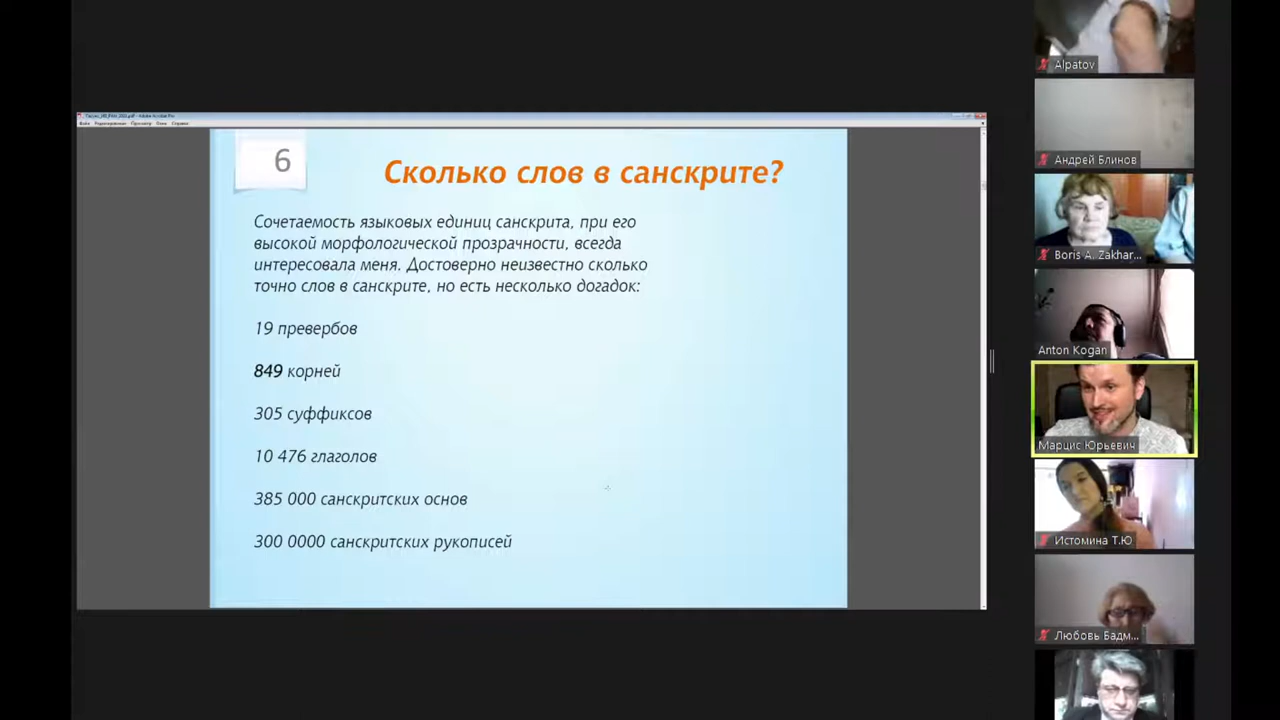 6
Сколько слов в санскрите?
Сочетаемость языковых единиц санскрита, при его
высокой морфологической прозрачности, всегда
интересовала меня. Достоверно неизвестно сколько
точно слов в санскрите, но есть несколько догадок:
19 превербов
849 корней
305 суффиксов
10 476 глаголов
385 000 санскритских основ
300 0000 санскритских рукописей
Alpatov
Андрей Блинов
Boris A. Zakhar...
Anton Kogan
Марцис Юрьевич
Истомина Т.Ю
Любовь Бадм...